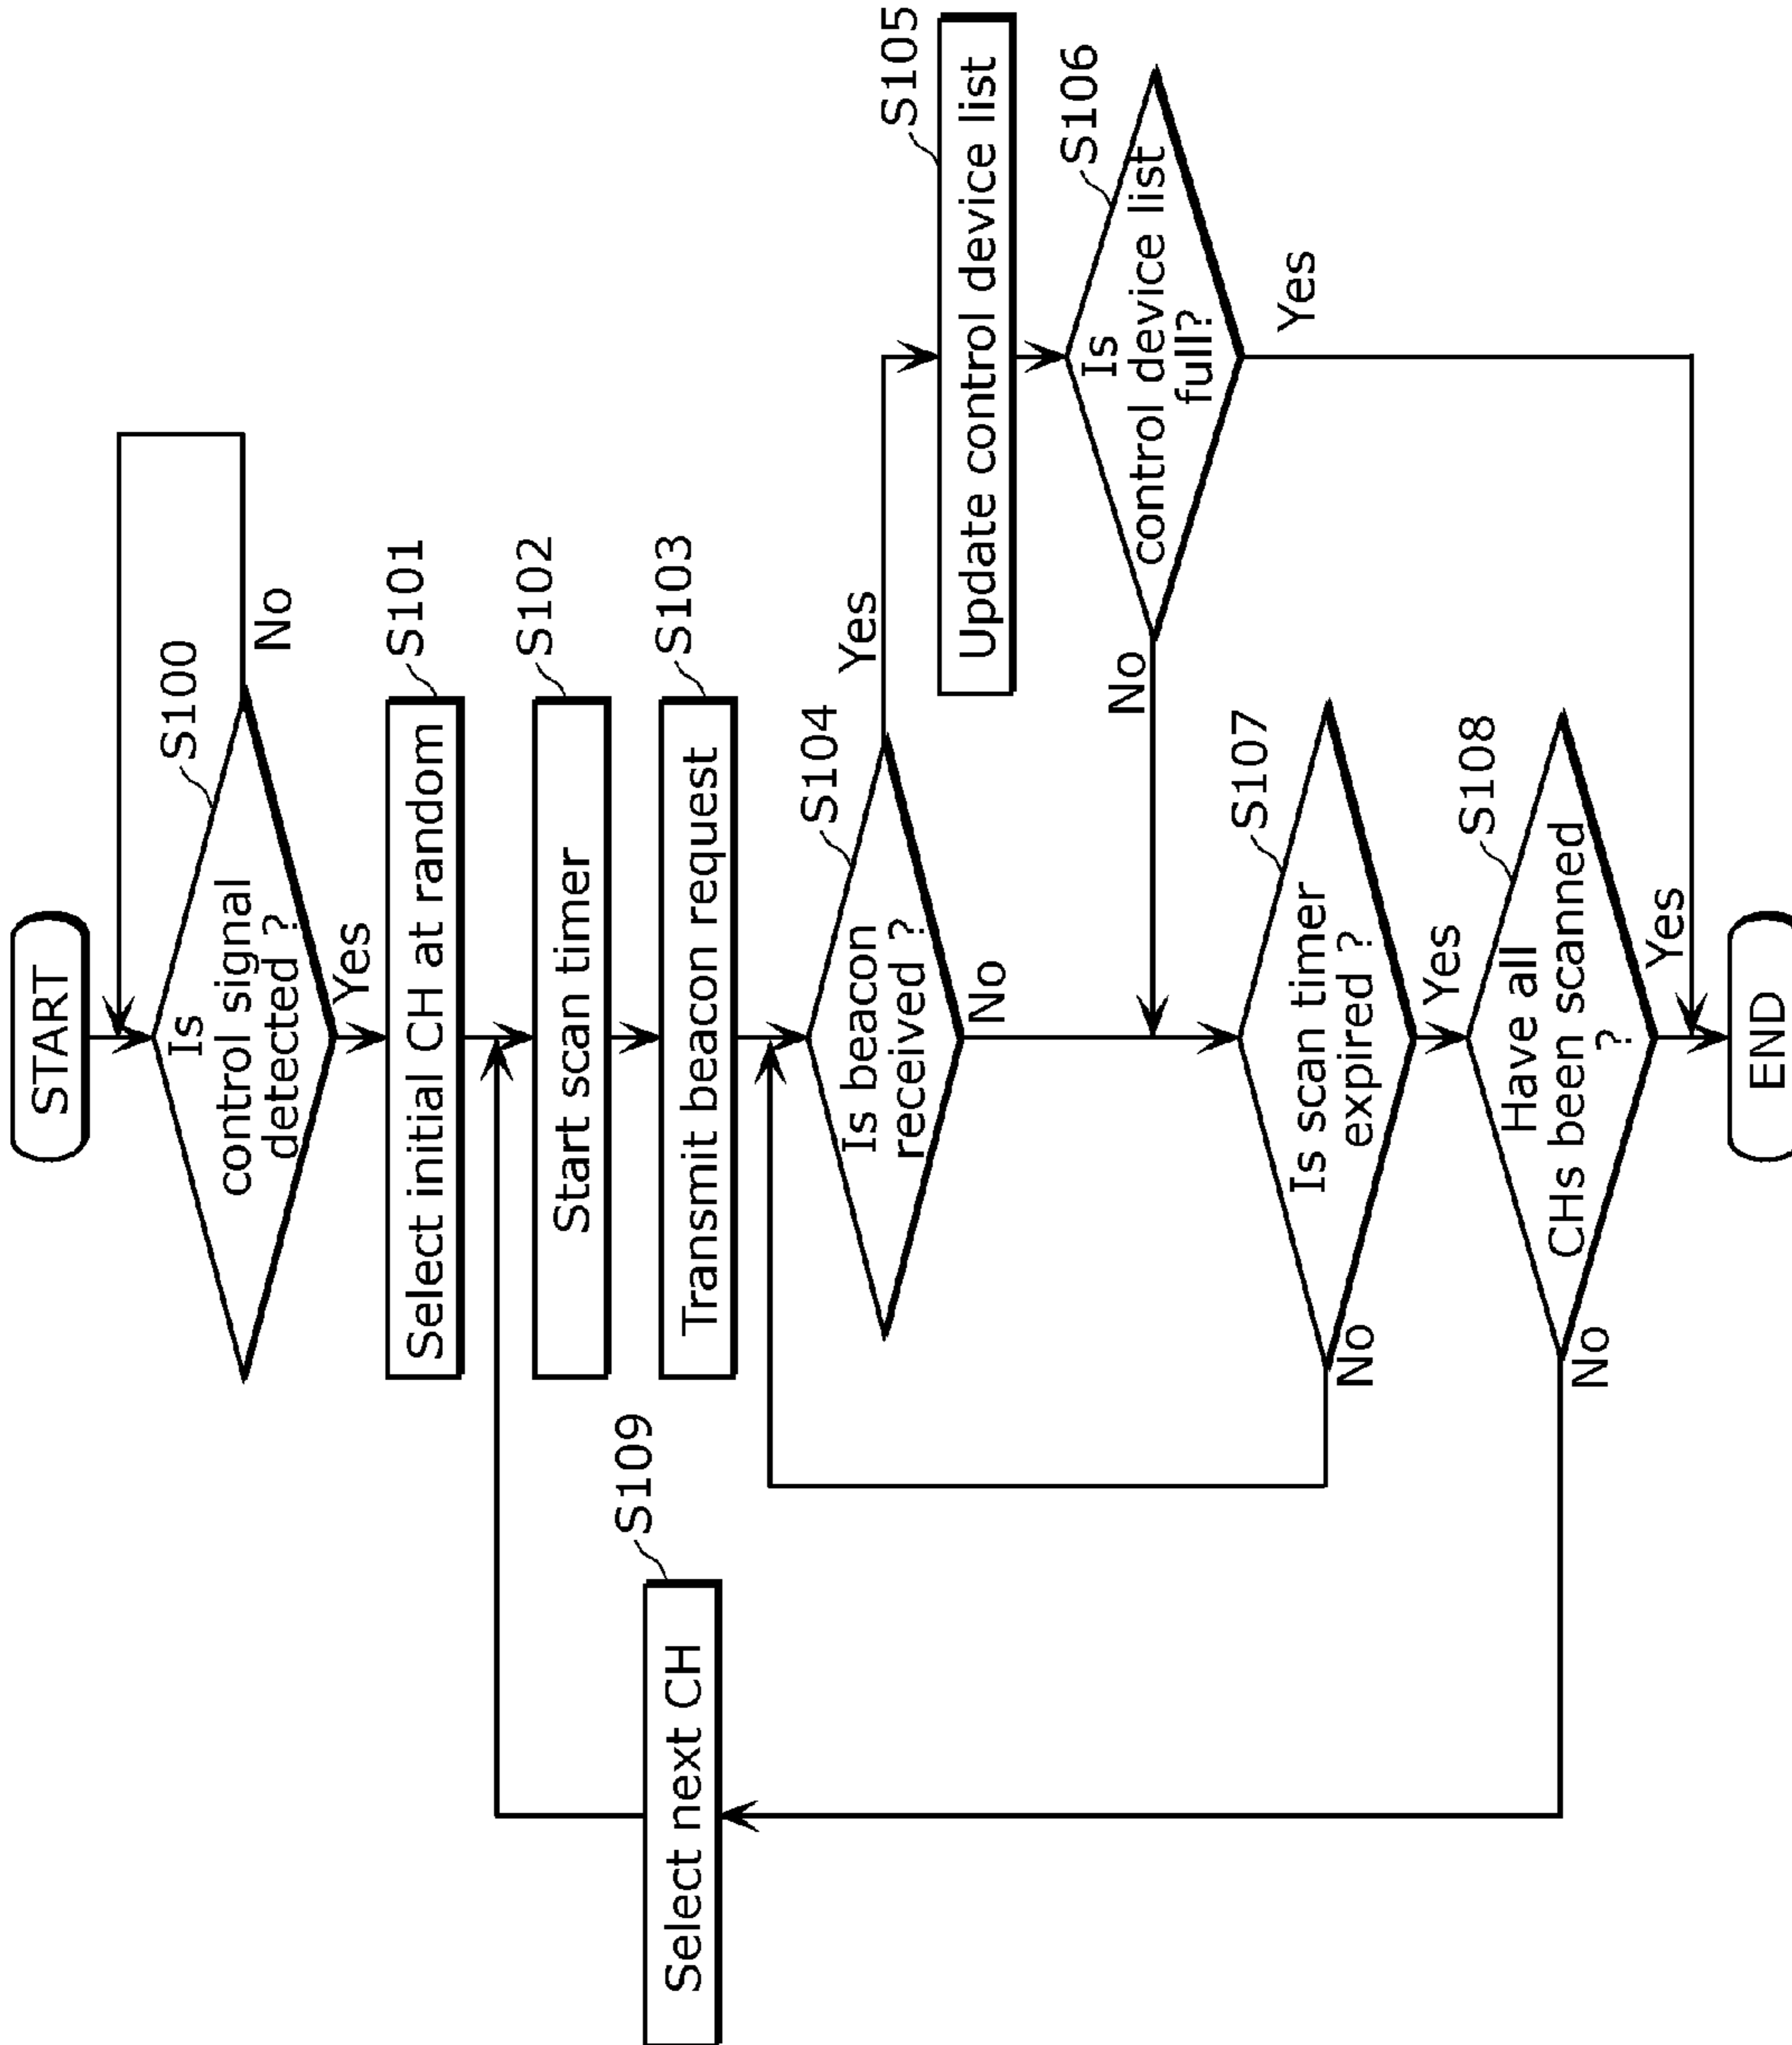 START
S100
Is
control signal
detected ?
No
Yes
S101
Select initial CH at random
S102
Start scan timer
S103
Transmit beacon request
S104
Is beacon
received ?
Yes
No
S105
Update control device list
S106
Is
control device list
full?
No
Yes
S107
Is scan timer
expired ?
No
Yes
S108
Have all
CHs been scanned
?
No
Yes
S109
Select next CH
END